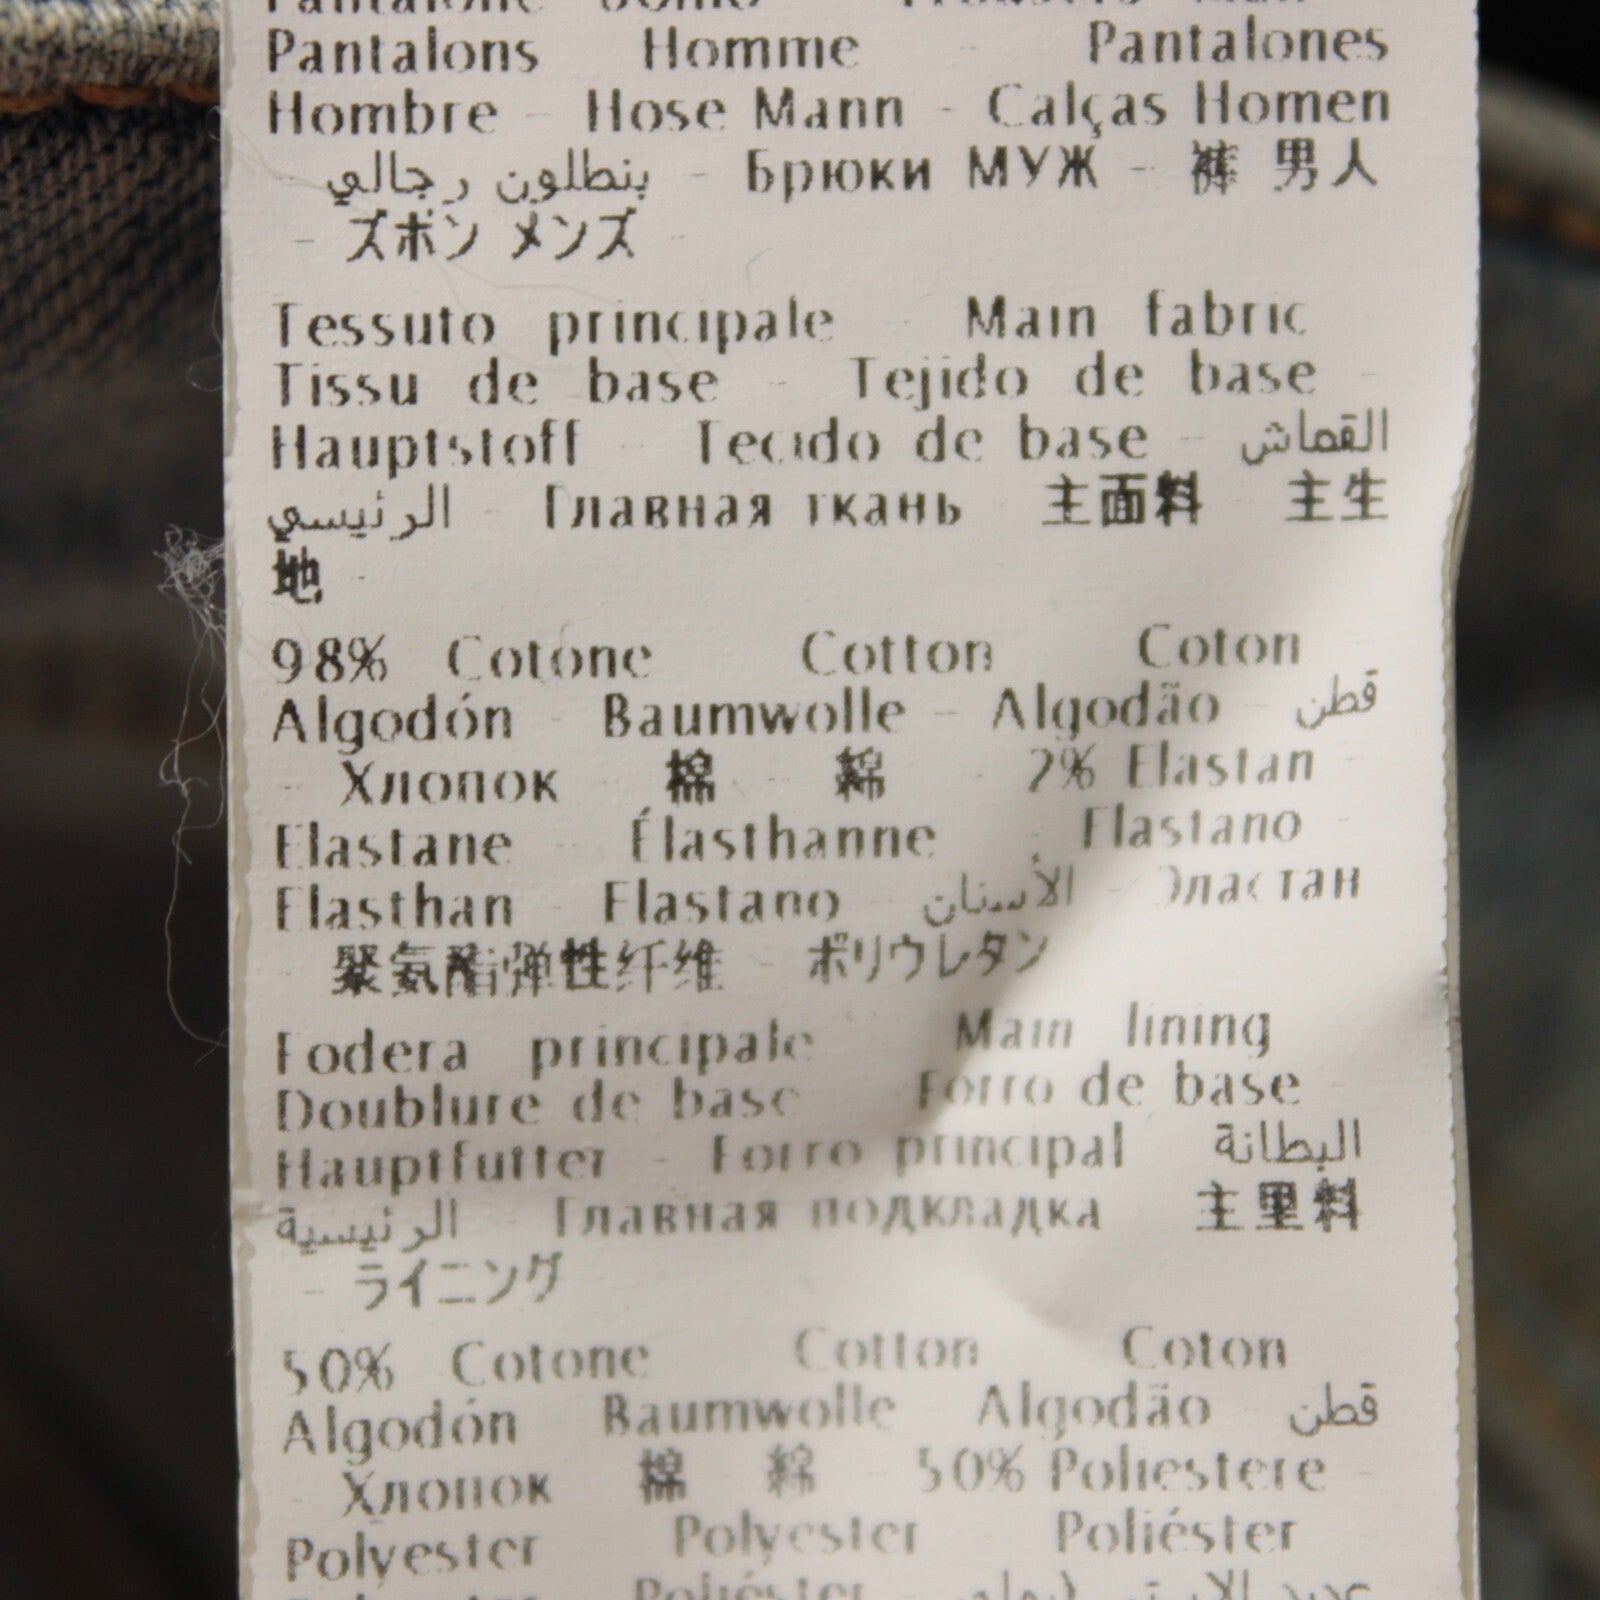 Pantalone Uomo - Trousers Man
Pantalons Homme Pantalones
Hombre - Hose Mann - Calças Homen
بنطلون رجالي - Брюки МУЖ - 裤 男人
- ズボン メンズ
Tessuto principale - Main fabric
Tissu de base - Tejido de base -
Hauptstoff - Tecido de base - القماش
الرئيسي - Главная ткань 主面料 主生
地
98% Cotone Cotton Coton
Algodón - Baumwolle - Algodão - قطن
- Хлопок 棉 - 綿 - 2% Elastan
Elastane Élasthanne - Elastano -
Elasthan Elastano الأستان - Эластан
聚氨酯弹性纤维 - ポリウレタン
Fodera principale Main lining
Doublure de base Forro de base
Hauptfutter - Forro principal البطانة
الرئيسية Главная подкладка 主里料
- ライニング
50% Cotone Cotton Coton
Algodón Baumwolle Algodão قطن
Хлопок 棉 綿 50% Poliestere
Polyester Polyester Poliéster
Poliéster